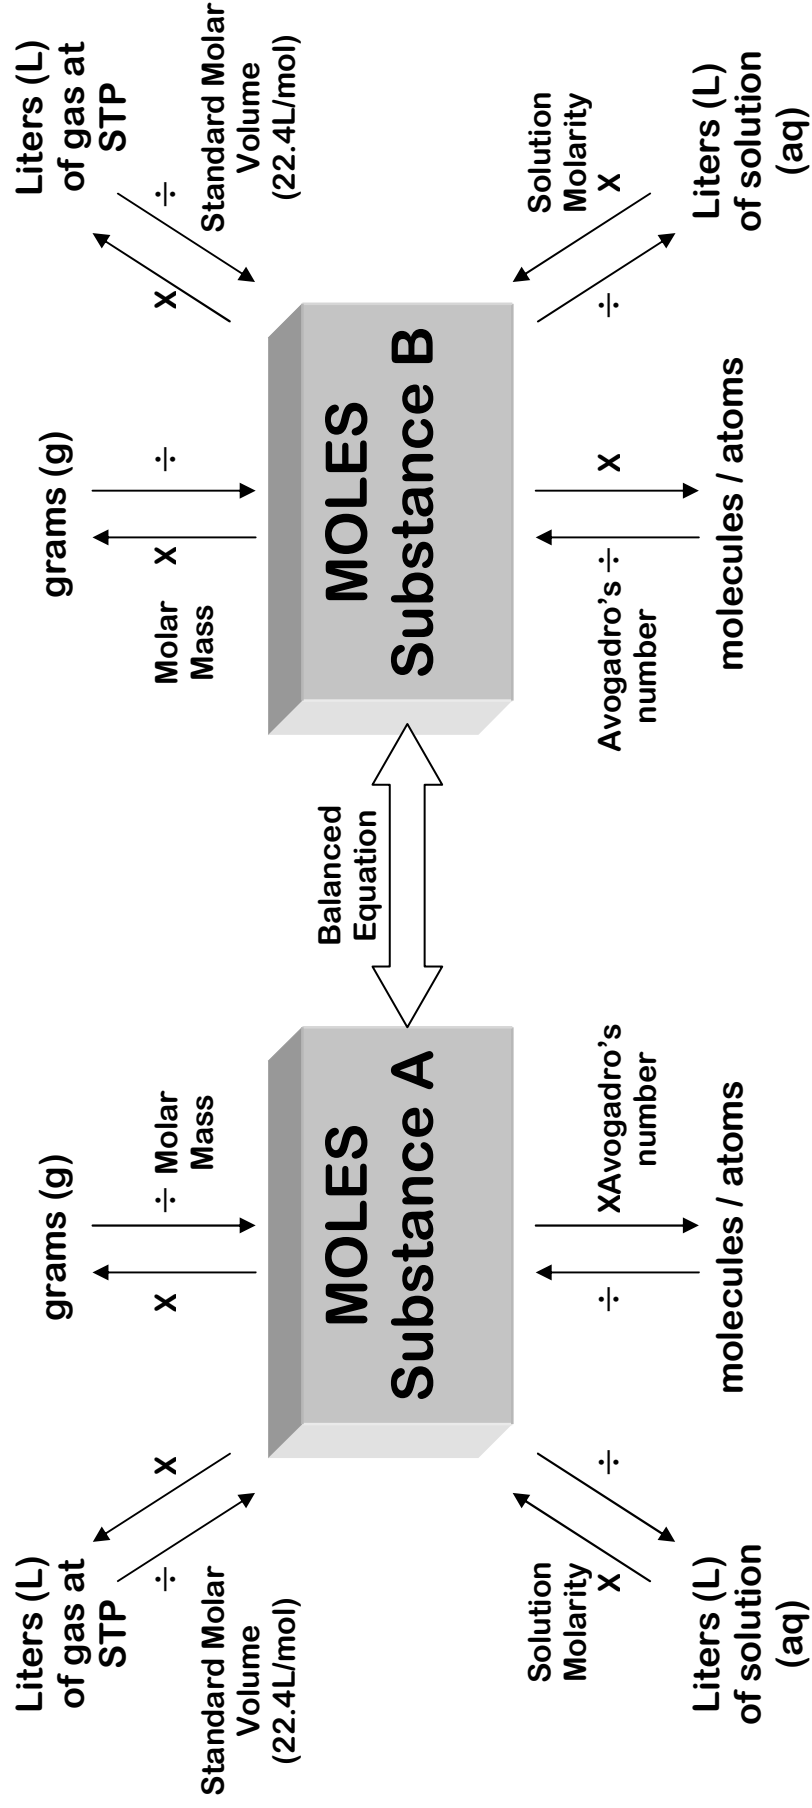 Liters (L)
of gas at
STP
X
÷
Standard Molar
Volume
(22.4L/mol)
grams (g)
X
÷ Molar
Mass
grams (g)
Molar
Mass
X
÷
Liters (L)
of gas at
STP
X
÷
Standard Molar
Volume
(22.4L/mol)
MOLES
Substance A
Balanced
Equation
MOLES
Substance B
Solution
Molarity
X
÷
Liters (L)
of solution
(aq)
÷
XAvogadro's
number
molecules / atoms
Avogadro's ÷
number
X
molecules / atoms
÷
Solution
Molarity
X
Liters (L)
of solution
(aq)